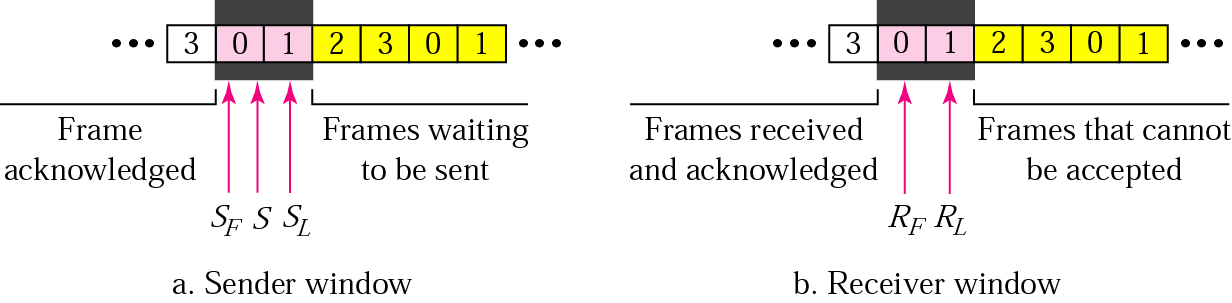 ••• 3 0 1 2 3 0 1 •••
Frame
acknowledged
Frames waiting
to be sent
S_F S S_L
a. Sender window
••• 3 0 1 2 3 0 1 •••
Frames received
and acknowledged
Frames that cannot
be accepted
R_F R_L
b. Receiver window